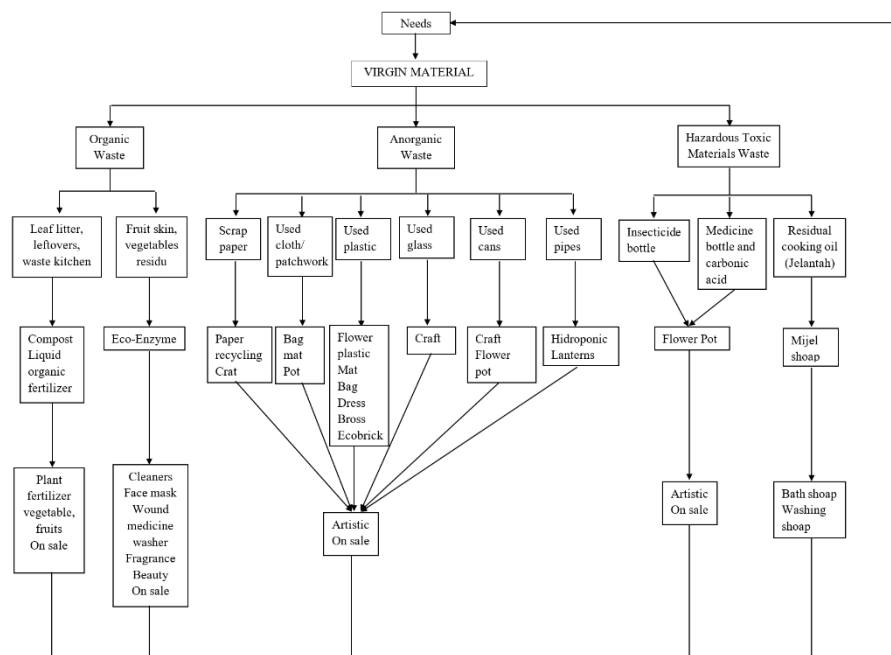 Needs
VIRGIN MATERIAL
Organic
Waste
Anorganic
Waste
Hazardous Toxic
Materials Waste
Leaf litter,
leftovers,
waste kitchen
Fruit skin,
vegetables
residu
Scrap
paper
Used
cloth/
patchwork
Used
plastic
Used
glass
Used
cans
Used
pipes
Insecticide
bottle
Medicine
bottle and
carbonic
acid
Residual
cooking oil
(Jelantah)
Compost
Liquid
organic
fertilizer
Eco-Enzyme
Paper
recycling
Crat
Bag
mat
Pot
Flower
plastic
Mat
Bag
Dress
Bross
Ecobrick
Craft
Craft
Flower
pot
Hidroponic
Lanterns
Flower Pot
Mijel
shoap
Plant
fertilizer
vegetable,
fruits
On sale
Cleaners
Face mask
Wound
medicine
washer
Fragrance
Beauty
On sale
Artistic
On sale
Artistic
On sale
Bath shoap
Washing
shoap